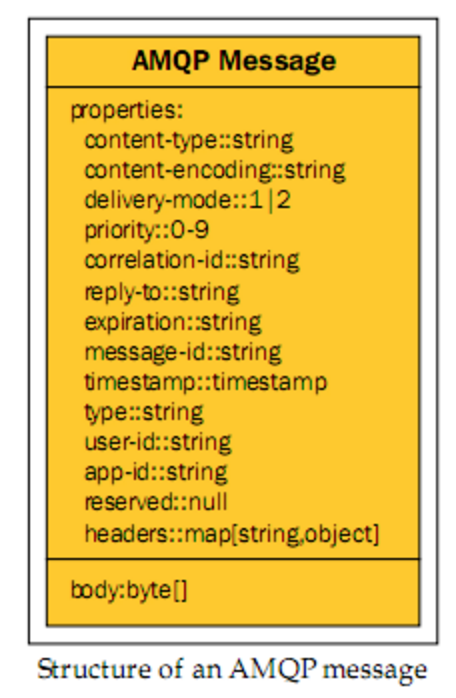 AMQP Message
properties:
content-type::string
content-encoding::string
delivery-mode::1|2
priority::0-9
correlation-id::string
reply-to::string
expiration::string
message-id::string
timestamp::timestamp
type::string
user-id::string
app-id::string
reserved::null
headers::map[string,object]
body:byte[]
Structure of an AMQP message